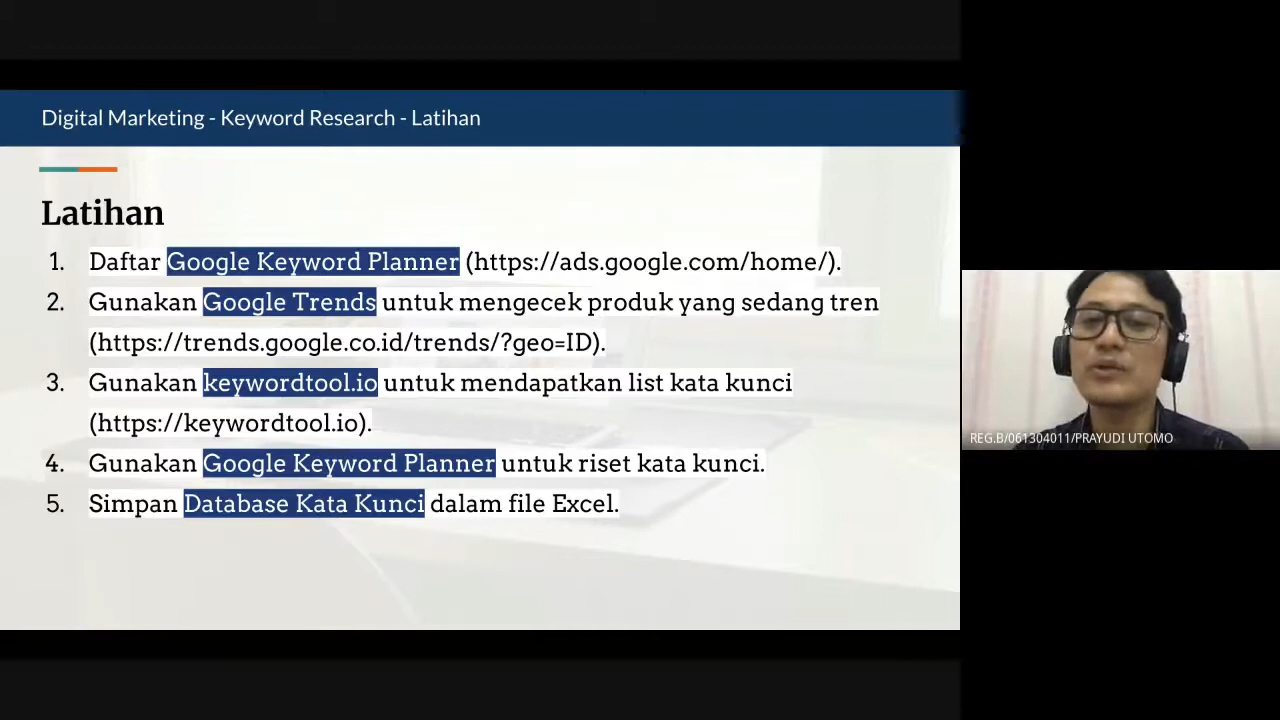 Digital Marketing - Keyword Research - Latihan
Latihan
1. Daftar Google Keyword Planner (https://ads.google.com/home/).
2. Gunakan Google Trends untuk mengecek produk yang sedang tren
(https://trends.google.co.id/trends/?geo=ID).
3. Gunakan keywordtool.io untuk mendapatkan list kata kunci
(https://keywordtool.io).
4. Gunakan Google Keyword Planner untuk riset kata kunci.
5. Simpan Database Kata Kunci dalam file Excel.
REG.B/061304011/PRAYUDI UTOMO